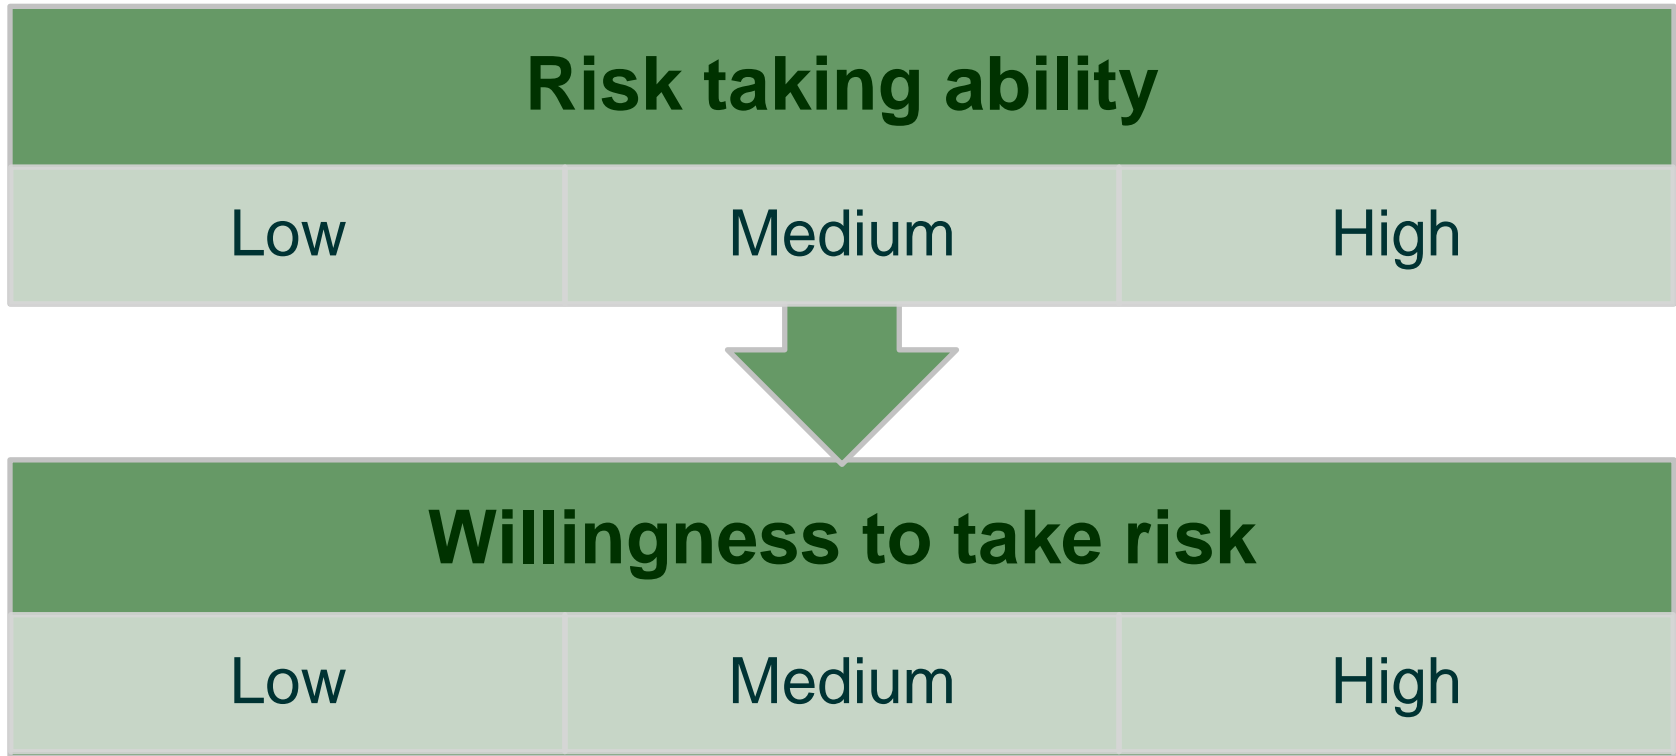 Risk taking ability
Low Medium High
Willingness to take risk
Low Medium High